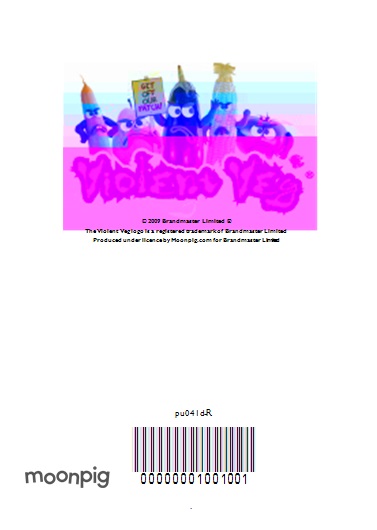 GET
OFF
OUR
PATCH!
Violent Veg®
© 2009 Brandmaster Limited ©
The Violent Veg logo is a registered trademark of Brandmaster Limited
Produced under licence by Moonpig.com for Brandmaster Limited
pu041d-R
00000001001001
moonpig